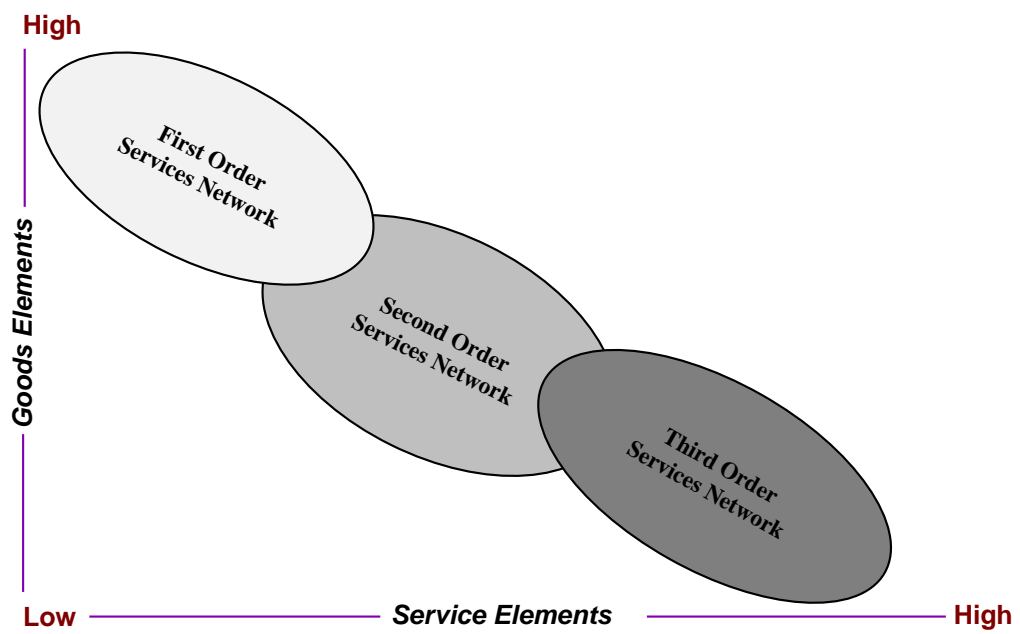 High
First Order
Services Network
Goods Elements
Second Order
Services Network
Third Order
Services Network
Low
Service Elements
High